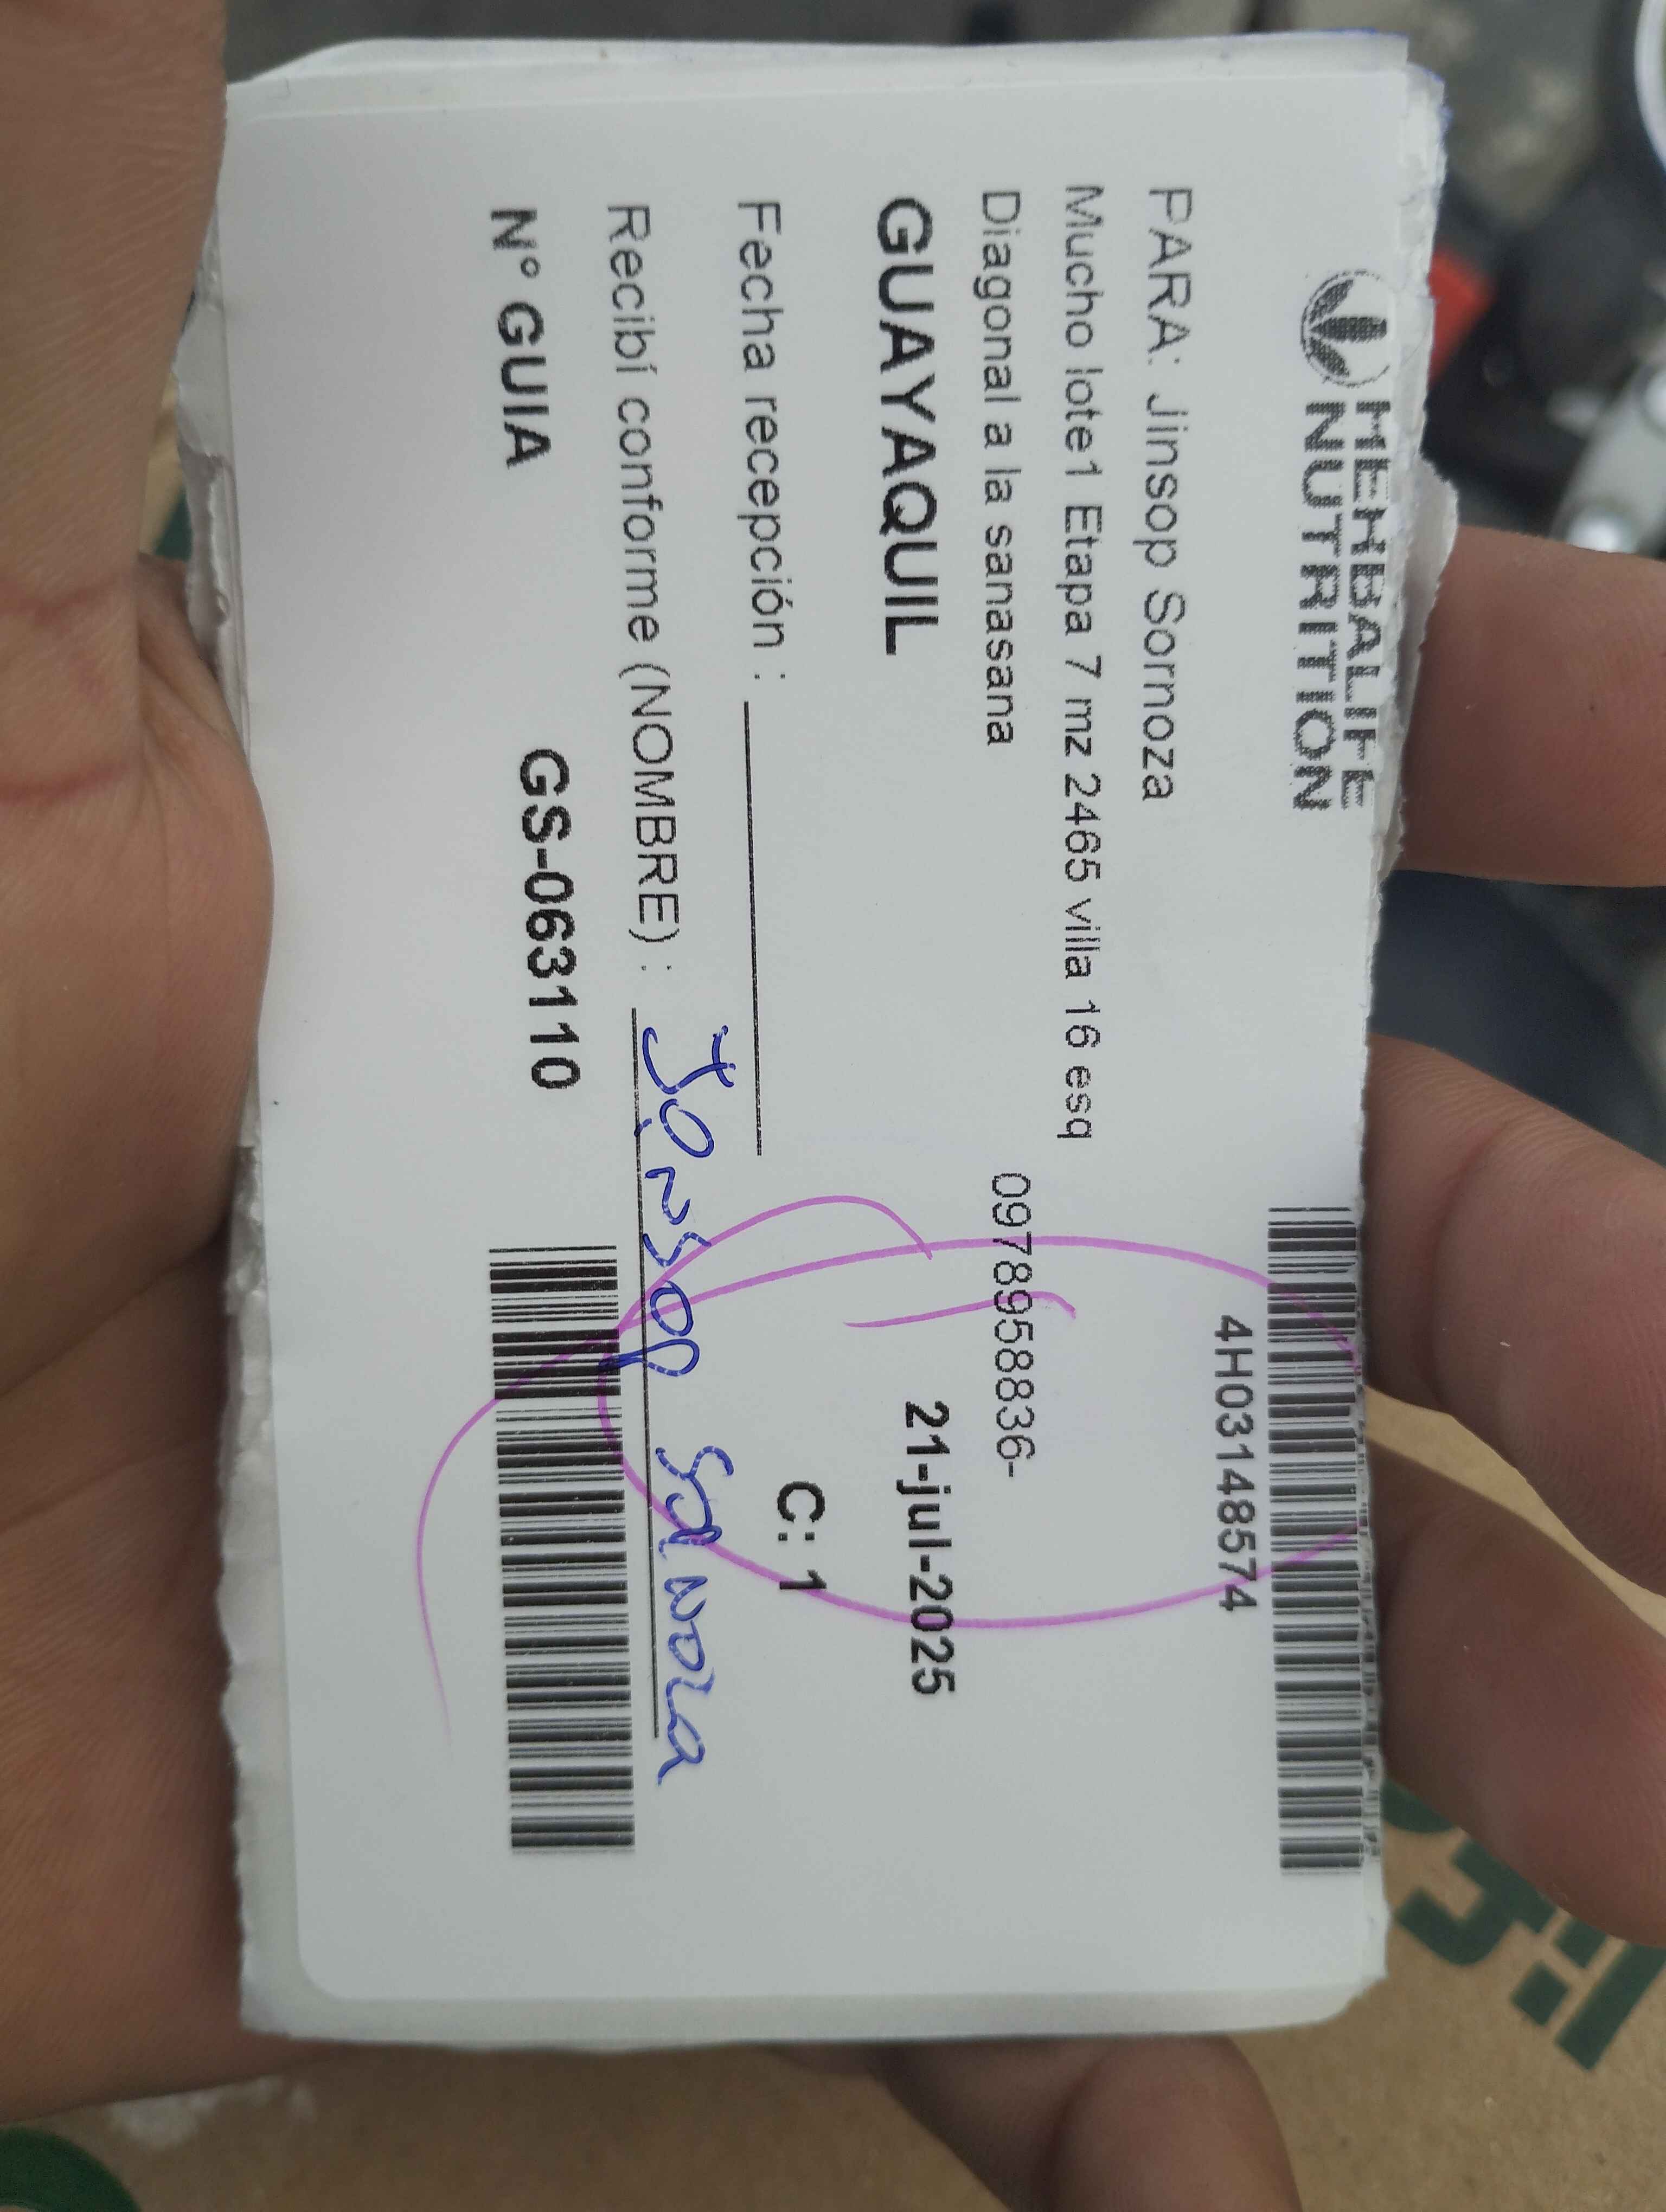 HERBALIFE
NUTRITION
4H03148574
PARA: Jinsop Sornoza
Mucho lote1 Etapa 7 mz 2465 villa 16 esq
Diagonal a la sanasana 0978958836-
GUAYAQUIL 21-jul-2025
Fecha recepción : C: 1
Recibí conforme (NOMBRE) : Jonsop
N° GUIA GS-063110